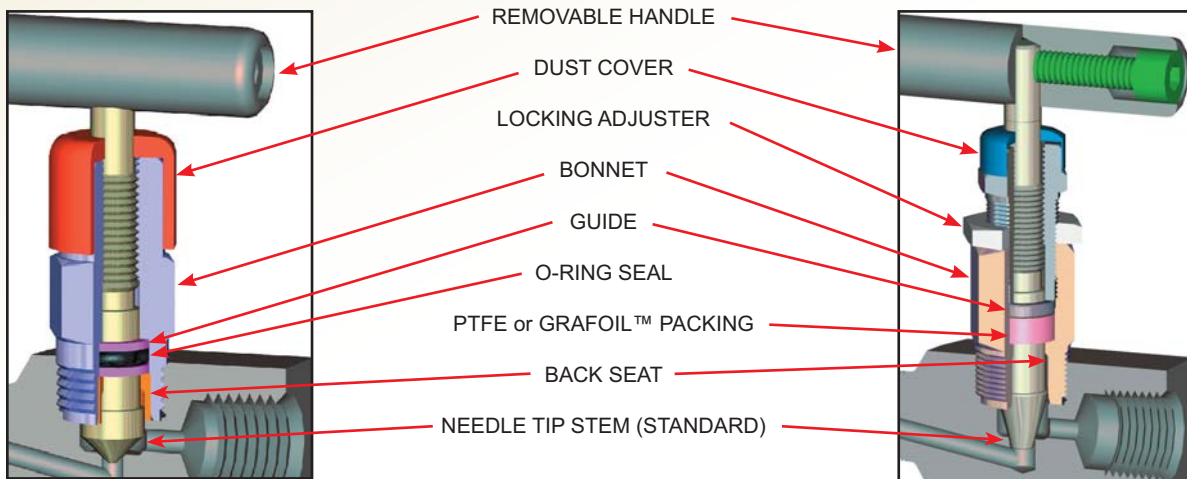 REMOVABLE HANDLE
DUST COVER
LOCKING ADJUSTER
BONNET
GUIDE
O-RING SEAL
PTFE or GRAFOIL™ PACKING
BACK SEAT
NEEDLE TIP STEM (STANDARD)